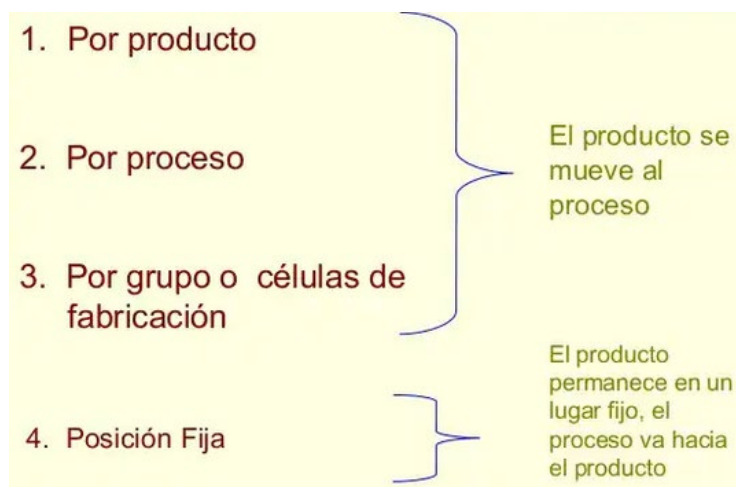 1. Por producto
2. Por proceso
El producto se
mueve al
proceso
3. Por grupo o células de
fabricación
4. Posición Fija
El producto
permanece en un
lugar fijo, el
proceso va hacia
el producto